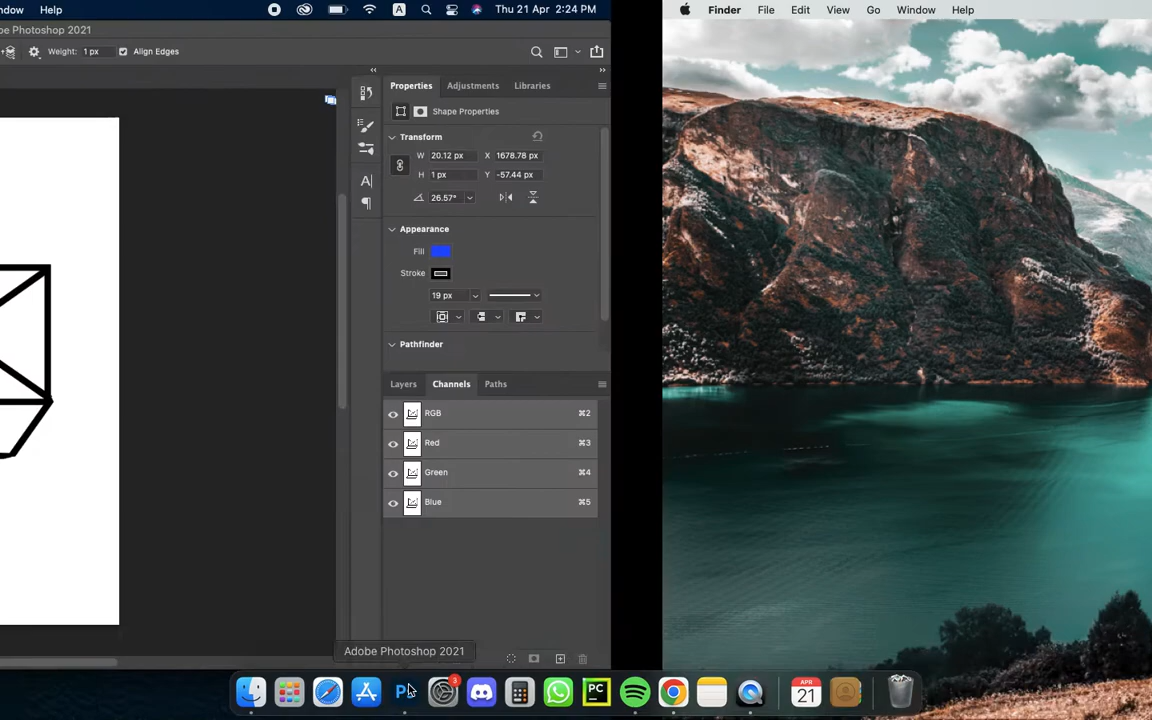 ndow Help
A
Thu 21 Apr 2:24 PM
Finder File Edit View Go Window Help
be Photoshop 2021
Weight: 1 px Align Edges
Properties Adjustments Libraries
Shape Properties
Transform
W 20.12 px X 1678.78 px
H 1 px Y -57.44 px
26.57°
Appearance
Fill
Stroke
19 px
Pathfinder
Layers Channels Paths
RGB ⌘2
Red ⌘3
Green ⌘4
Blue ⌘5
Adobe Photoshop 2021
3
PC
APR
21